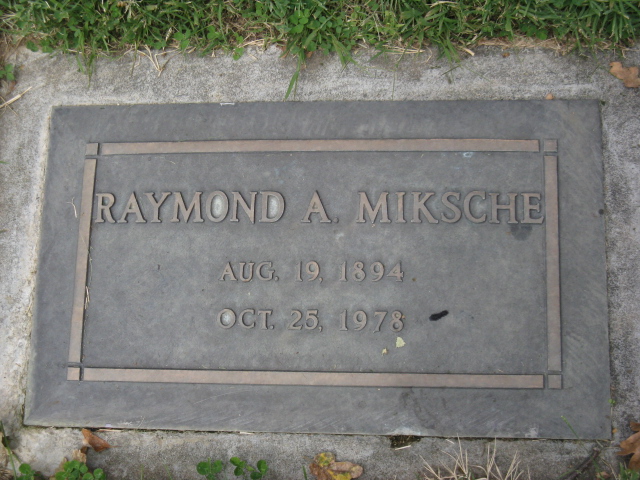 RAYMOND A. MIKSCHE
AUG. 19, 1894
OCT. 25, 1978